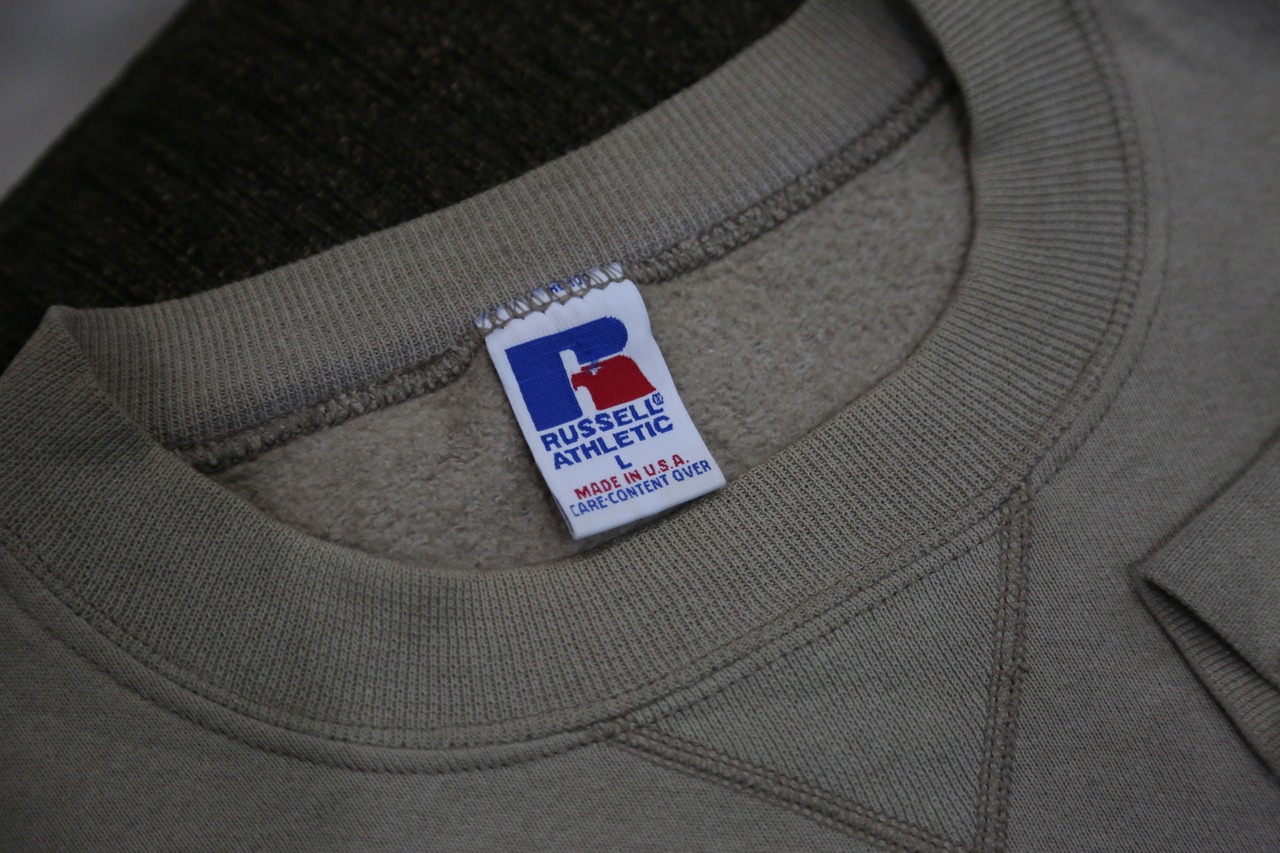 RUSSELL®
ATHLETIC
L
MADE IN U.S.A.
CARE·CONTENT OVER